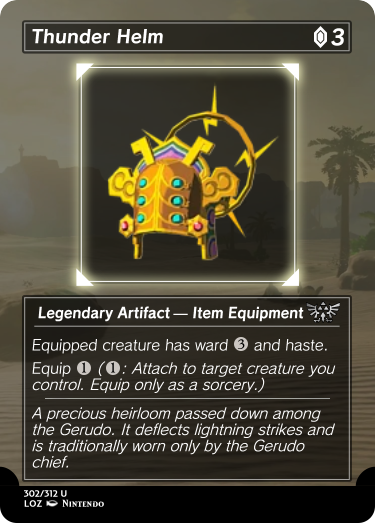 Thunder Helm 3
Legendary Artifact — Item Equipment
Equipped creature has ward 3 and haste.
Equip 1 (1: Attach to target creature you
control. Equip only as a sorcery.)
A precious heirloom passed down among
the Gerudo. It deflects lightning strikes and
is traditionally worn only by the Gerudo
chief.
302/312 U
LOZ Nintendo